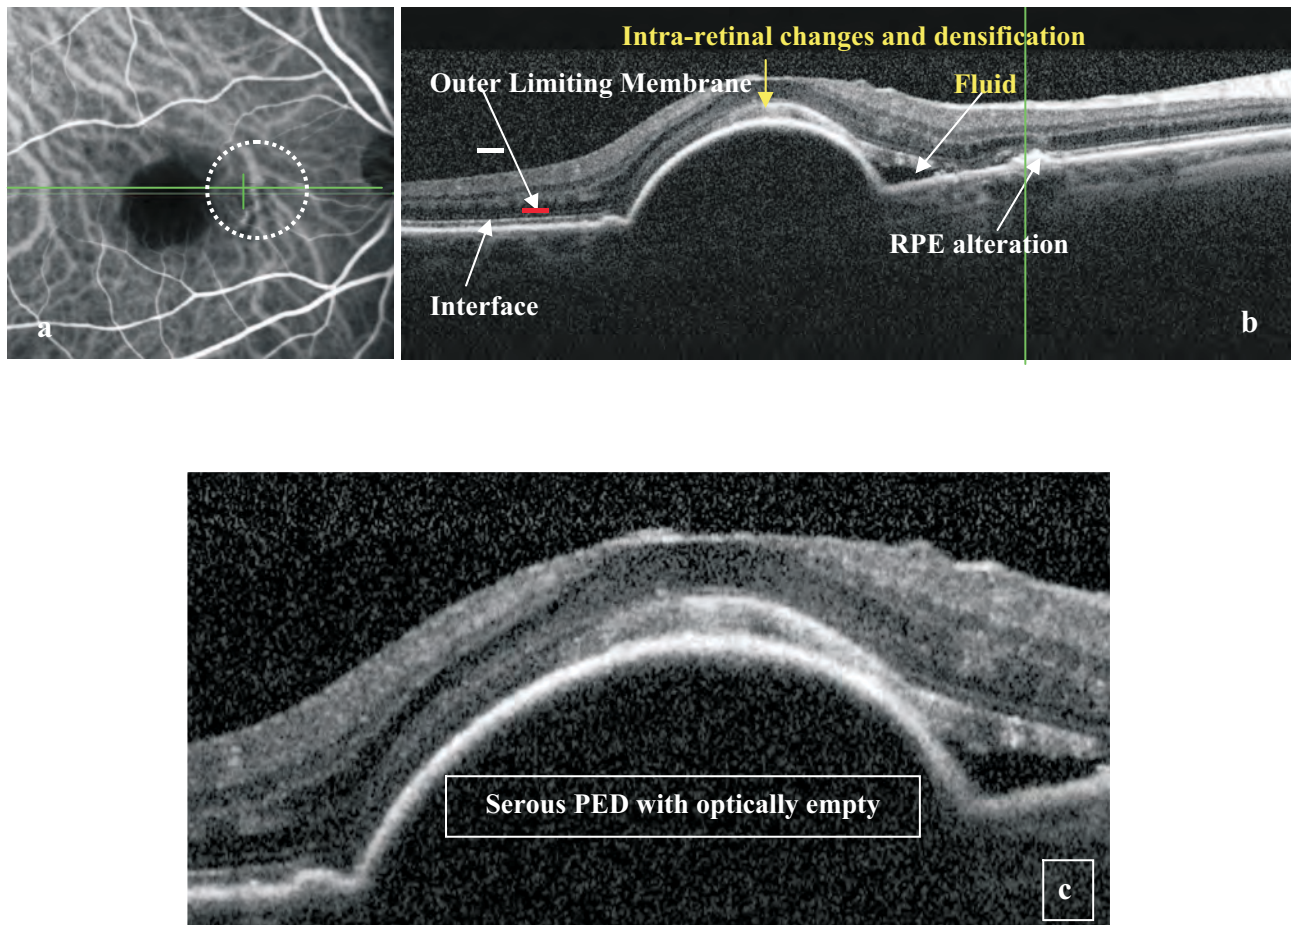 Intra-retinal changes and densification
Outer Limiting Membrane
Fluid
RPE alteration
Interface
a
b
Serous PED with optically empty
c